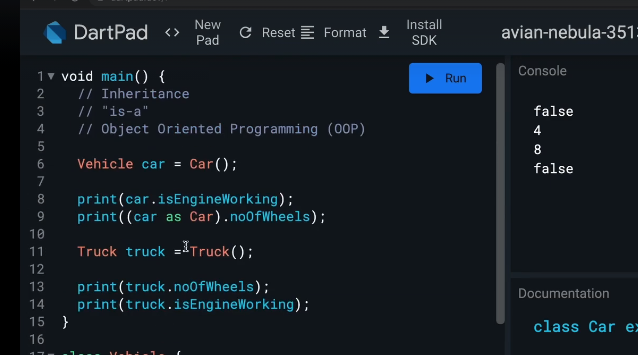 DartPad
<> New Pad
Reset
Format
Install SDK
avian-nebula-351
Run
1 void main() {
2 // Inheritance
3 // "is-a"
4 // Object Oriented Programming (OOP)
5
6 Vehicle car = Car();
7
8 print(car.isEngineWorking);
9 print((car as Car).noOfWheels);
10
11 Truck truck = Truck();
12
13 print(truck.noOfWheels);
14 print(truck.isEngineWorking);
15 }
16
17 class Vehicle {
Console
false
4
8
false
Documentation
class Car ex